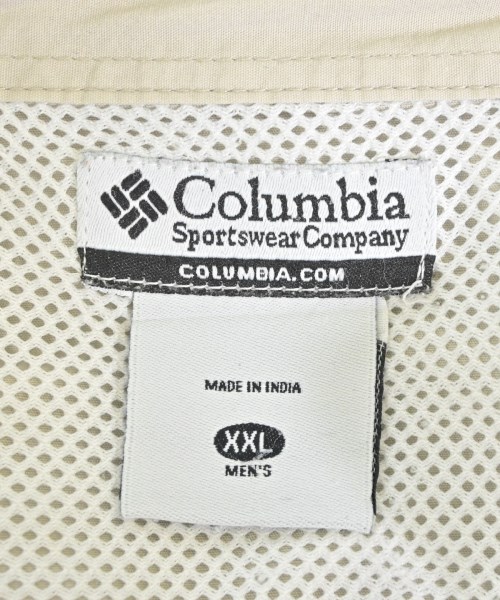 Columbia
Sportswear Company
COLUMBIA.COM
MADE IN INDIA
XXL
MEN'S